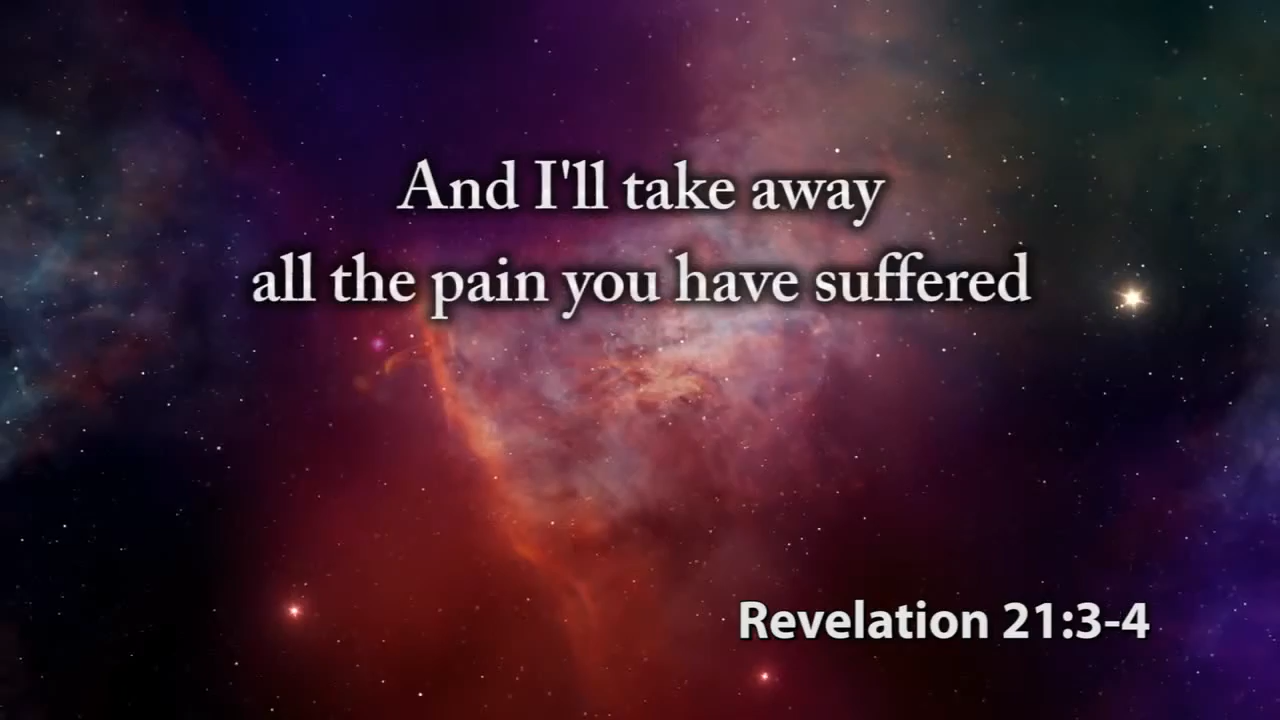 And I'll take away
all the pain you have suffered
Revelation 21:3-4